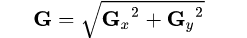 𝐆 = √(𝐆ₓ² + 𝐆ᵧ²)